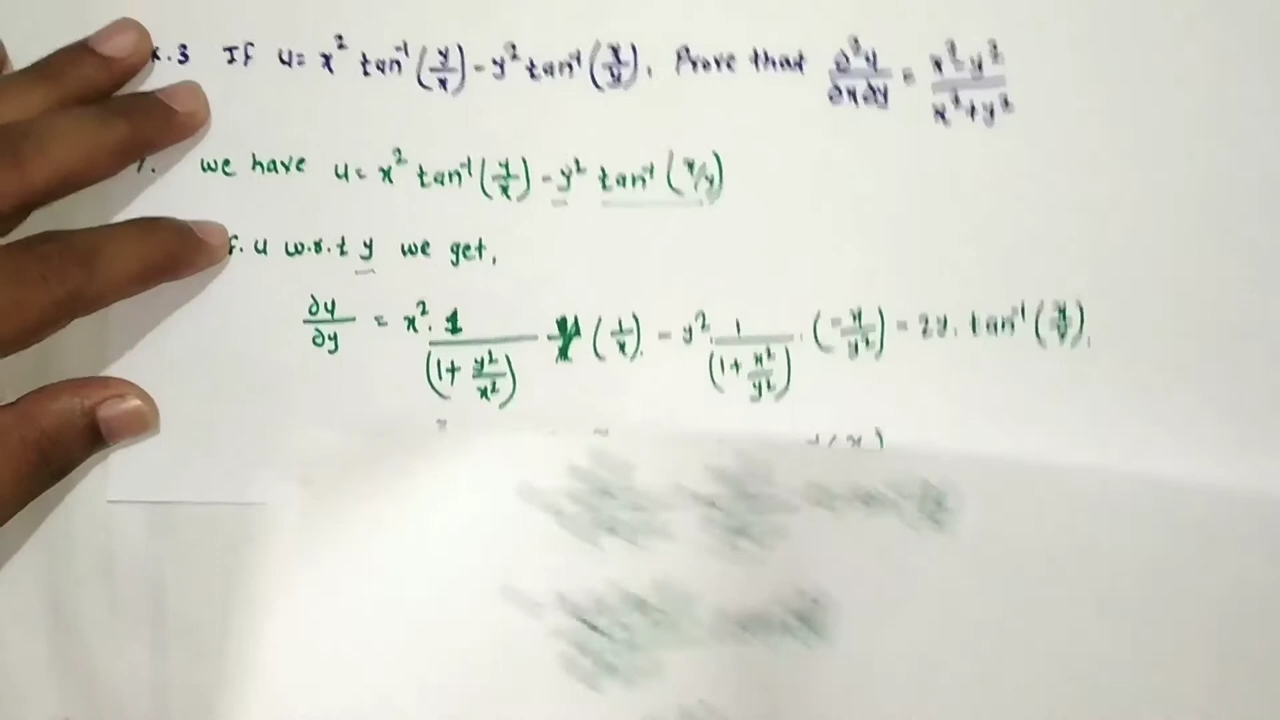 x.3 If u= x² tan⁻¹(y/x) - y² tan⁻¹(x/y), Prove that ∂²u/∂x∂y = x²-y²/x²+y²
we have u= x² tan⁻¹(y/x) - y² tan⁻¹(x/y)
f. u w.r.t y we get,
∂u/∂y = x². 1/(1+ y²/x²) (1/x) - y². 1/(1+ x²/y²) . (-x/y²) - 2y. tan⁻¹(x/y).